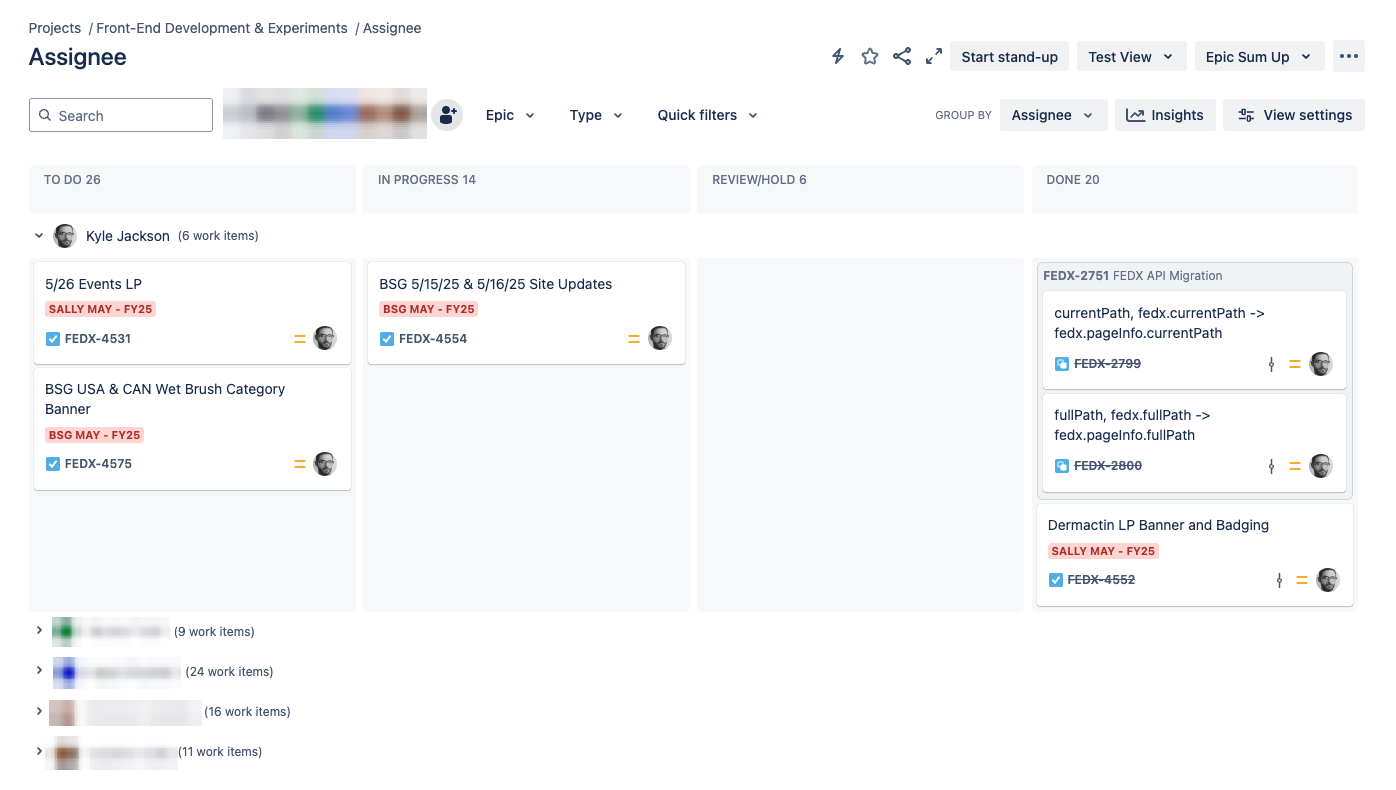 Projects / Front-End Development & Experiments / Assignee
Assignee
Start stand-up
Test View
Epic Sum Up
Search
Epic
Type
Quick filters
GROUP BY
Assignee
Insights
View settings
TO DO 26
IN PROGRESS 14
REVIEW/HOLD 6
DONE 20
Kyle Jackson (6 work items)
5/26 Events LP
SALLY MAY - FY25
FEDX-4531
BSG USA & CAN Wet Brush Category
Banner
BSG MAY - FY25
FEDX-4575
BSG 5/15/25 & 5/16/25 Site Updates
BSG MAY - FY25
FEDX-4554
FEDX-2751 FEDX API Migration
currentPath, fedx.currentPath ->
fedx.pageInfo.currentPath
FEDX-2799
fullPath, fedx.fullPath ->
fedx.pageInfo.fullPath
FEDX-2800
Dermactin LP Banner and Badging
SALLY MAY - FY25
FEDX-4552
(9 work items)
(24 work items)
(16 work items)
(11 work items)